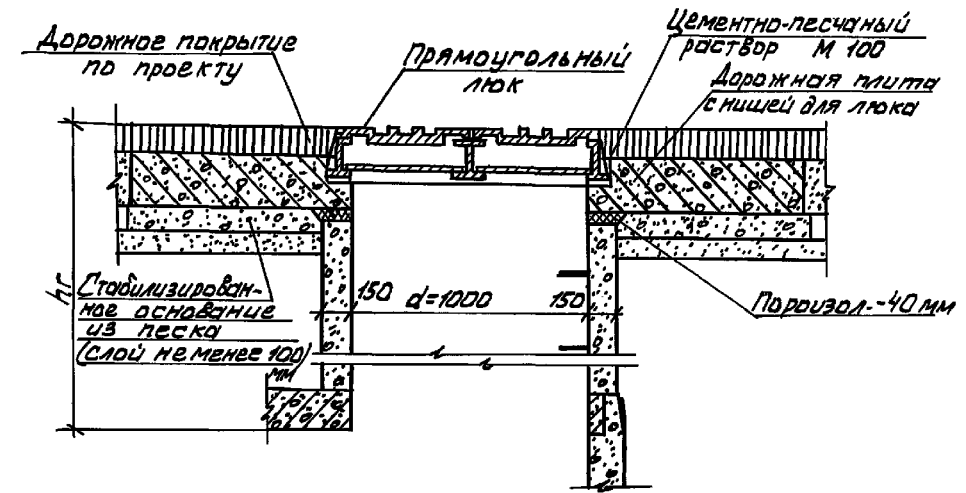 Дорожное покрытие
по проекту
Прямоугольный
люк
Цементно-песчаный
раствор М 100
Дорожная плита
с нишей для люка
hг
Стабилизирован-
ное основание
из песка
(слой не менее 100)
мм
150 d=1000 150
Пороизол-40мм